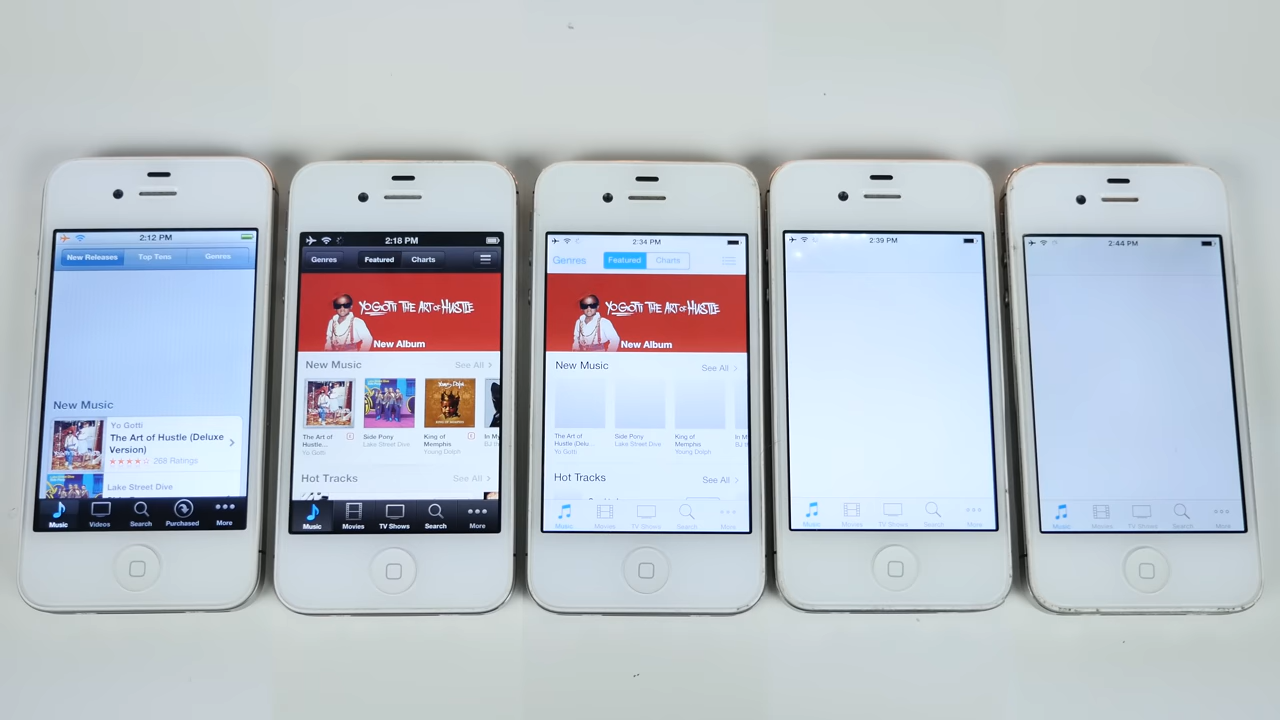 2:12 PM
New Releases Top Tens Genres
New Music
Yo Gotti
The Art of Hustle (Deluxe
Version)
268 Ratings
Lake Street Dive
Music Videos Search Purchased More
2:18 PM
Genres Featured Charts
YO GOTTI THE ART OF HUSTLE
New Album
New Music See All >
The Art of
Hustle...
Yo Gotti
E
Side Pony
Lake Street Dive
King of
Memphis
Young Dolph
E
In M
BJ
Hot Tracks See All >
Music Movies TV Shows Search More
2:34 PM
Genres Featured Charts
YO GOTTI THE ART OF HUSTLE
New Album
New Music See All >
The Art of
Hustle (Delu...
Yo Gotti
Side Pony
Lake Street Dive
King of
Memphis
Young Dolph
In M
BJ
Hot Tracks See All >
Music Movies TV Shows Search More
2:39 PM
Music Movies TV Shows Search More
2:44 PM
Music Movies TV Shows Search More